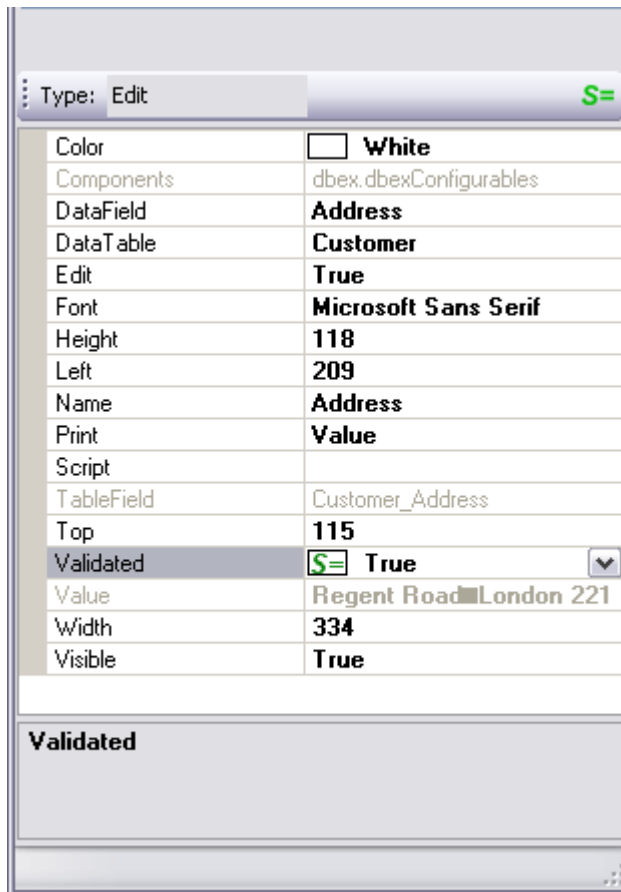 Type: Edit S=
Color White
Components dbex.dbexConfigurables
DataField Address
DataTable Customer
Edit True
Font Microsoft Sans Serif
Height 118
Left 209
Name Address
Print Value
Script
TableField Customer_Address
Top 115
Validated S= True
Value Regent Road■■London 221
Width 334
Visible True
Validated